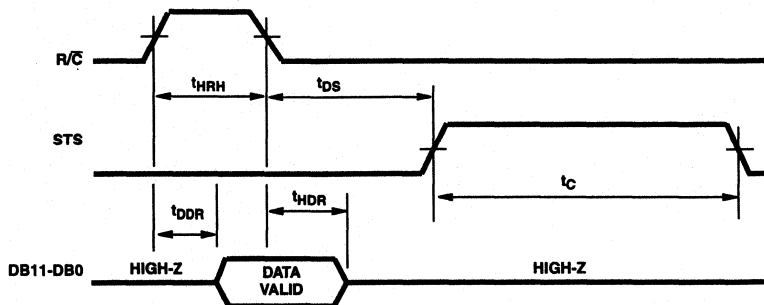 R/C̅
tHRH
tDS
STS
tC
tDDR
tHDR
DB11-DB0
HIGH-Z
DATA
VALID
HIGH-Z